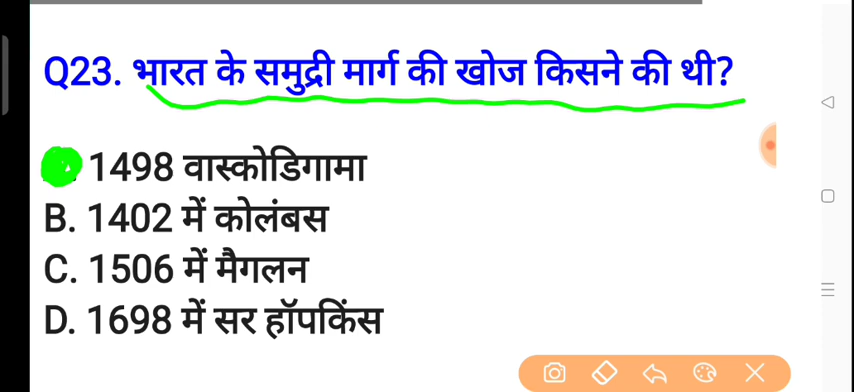 Q23. भारत के समुद्री मार्ग की खोज किसने की थी?
1498 वास्कोडिगामा
B. 1402 में कोलंबस
C. 1506 में मैगलन
D. 1698 में सर हॉपकिंस